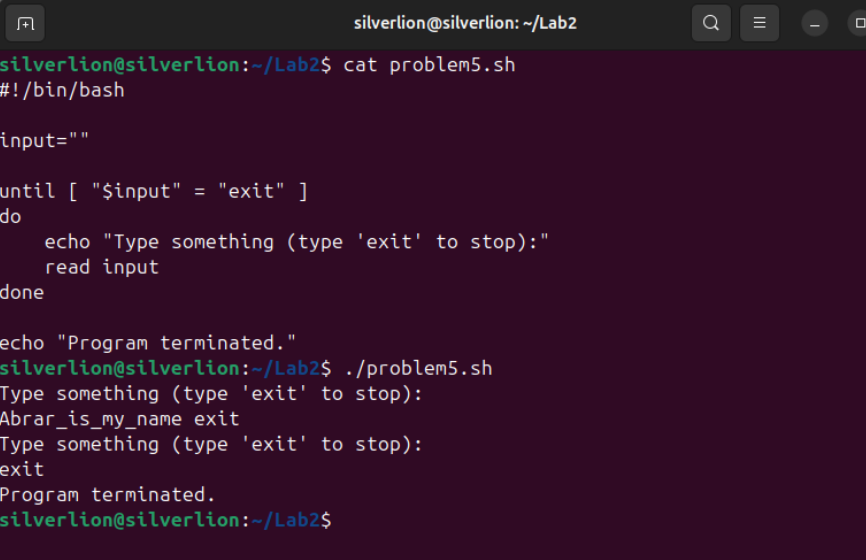 silverlion@silverlion: ~/Lab2
silverlion@silverlion:~/Lab2$ cat problem5.sh
#!/bin/bash
input=""
until [ "$input" = "exit" ]
do
    echo "Type something (type 'exit' to stop):"
    read input
done
echo "Program terminated."
silverlion@silverlion:~/Lab2$ ./problem5.sh
Type something (type 'exit' to stop):
Abrar_is_my_name exit
Type something (type 'exit' to stop):
exit
Program terminated.
silverlion@silverlion:~/Lab2$